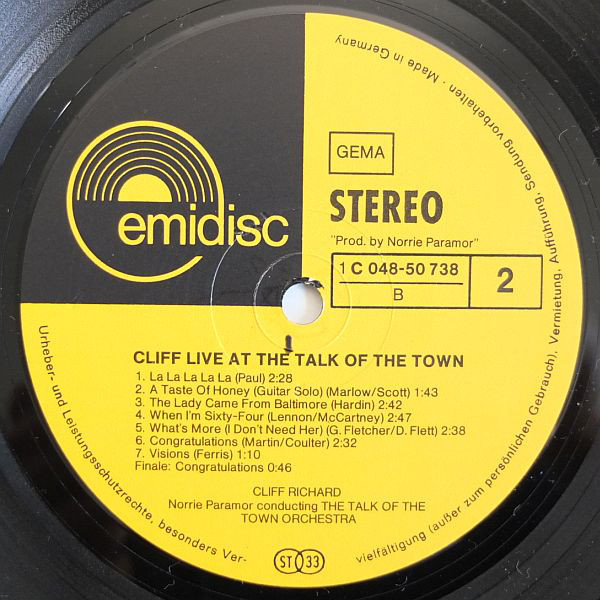 emidisc
GEMA
STEREO
"Prod. by Norrie Paramor"
1 C 048-50 738
B
2
CLIFF LIVE AT THE TALK OF THE TOWN
1. La La La La La (Paul) 2:28
2. A Taste Of Honey (Guitar Solo) (Marlow/Scott) 1:43
3. The Lady Came From Baltimore (Hardin) 2:42
4. When I'm Sixty-Four (Lennon/McCartney) 2:47
5. What's More (I Don't Need Her) (G. Fletcher/D. Flett) 2:38
6. Congratulations (Martin/Coulter) 2:32
7. Visions (Ferris) 1:10
Finale: Congratulations 0:46
CLIFF RICHARD
Norrie Paramor conducting THE TALK OF THE
TOWN ORCHESTRA
ST 33
Urheber- und Leistungsschutzrechte, besonders Ver-
vielfältigung (außer zum persönlichen Gebrauch), Vermietung, Aufführung, Sendung vorbehalten · Made in Germany